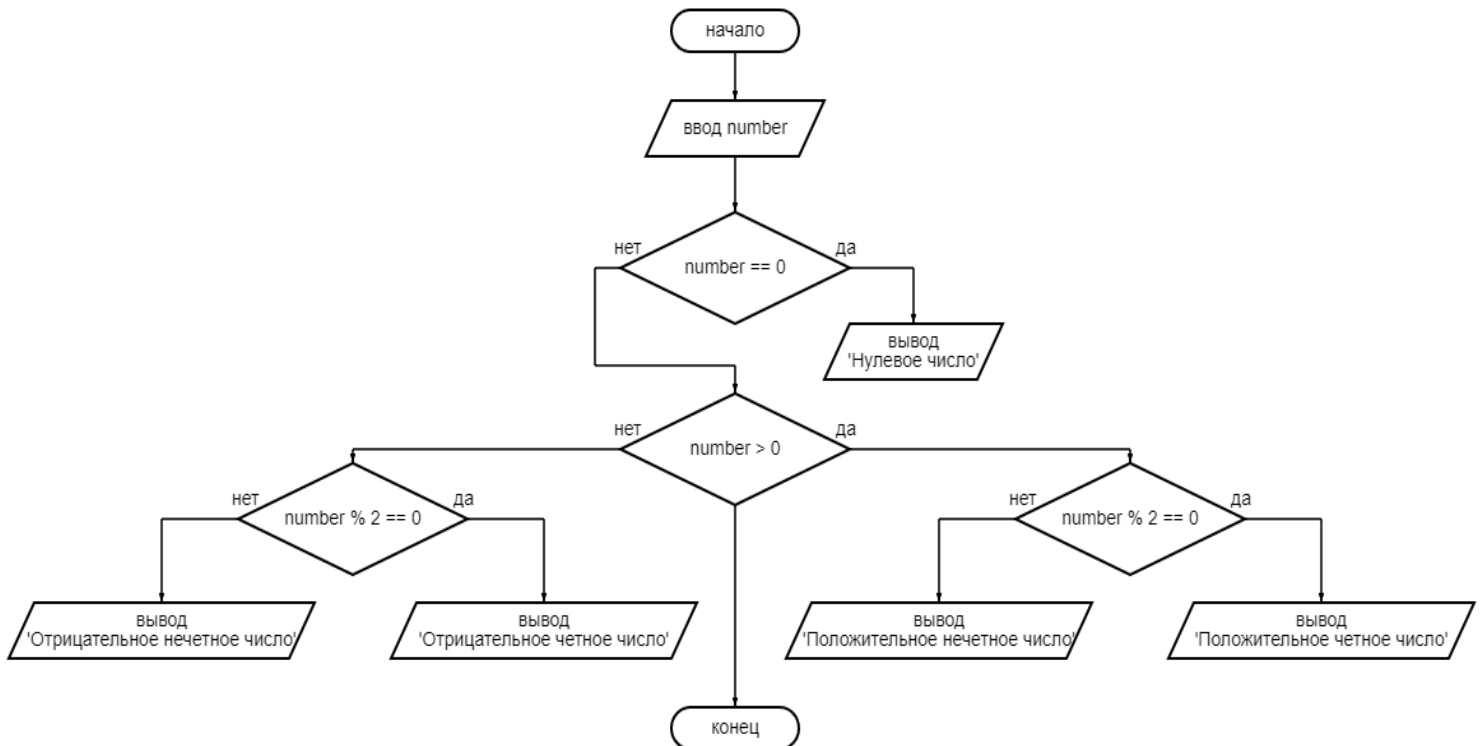 начало
ввод number
нет
да
number == 0
вывод
'Нулевое число'
нет
да
number > 0
нет
да
number % 2 == 0
нет
да
number % 2 == 0
вывод
'Отрицательное нечетное число'
вывод
'Отрицательное четное число'
вывод
'Положительное нечетное число'
вывод
'Положительное четное число'
конец